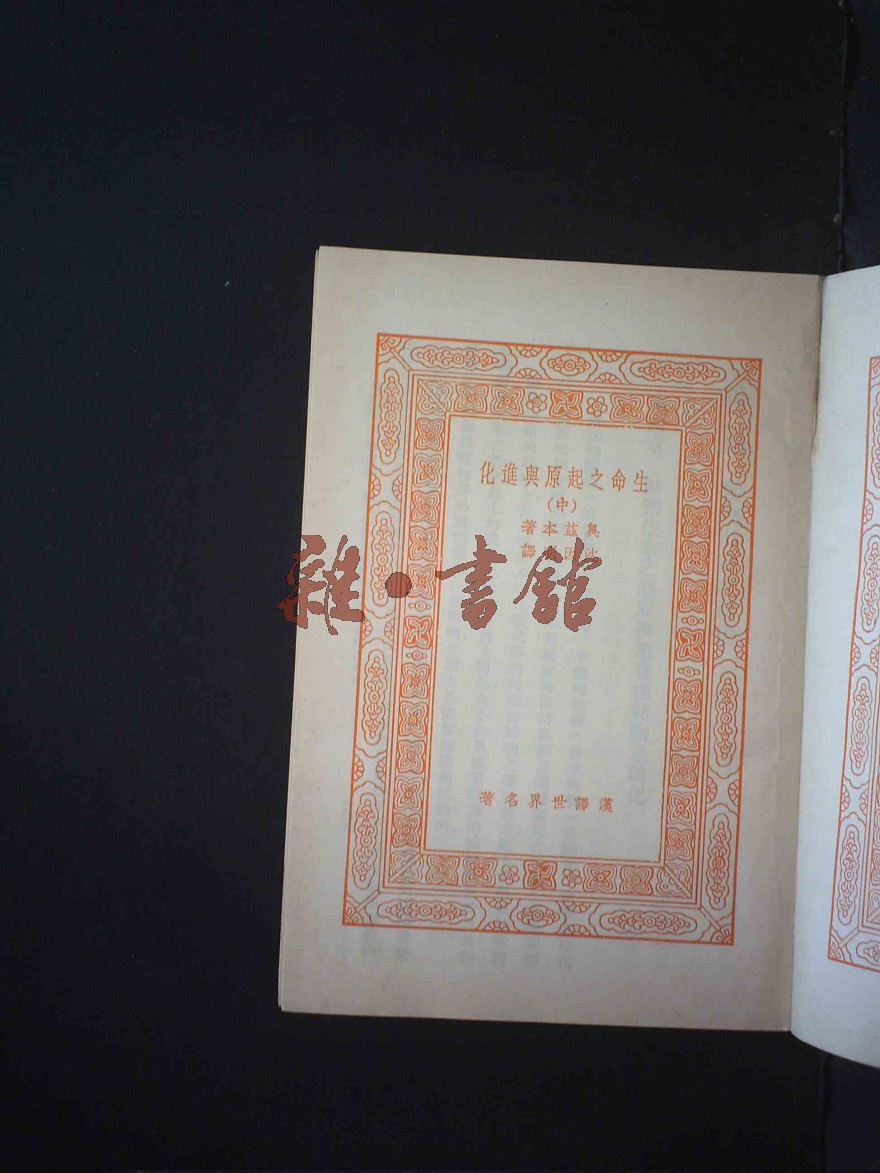 生命之起原與進化
(中)
奧茲本著
譯
雜·書館
漢譯世界名著